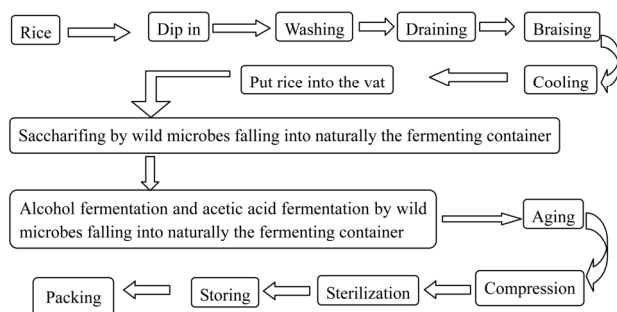 Rice
Dip in
Washing
Draining
Braising
Cooling
Put rice into the vat
Saccharifing by wild microbes falling into naturally the fermenting container
Alcohol fermentation and acetic acid fermentation by wild
microbes falling into naturally the fermenting container
Aging
Compression
Sterilization
Storing
Packing